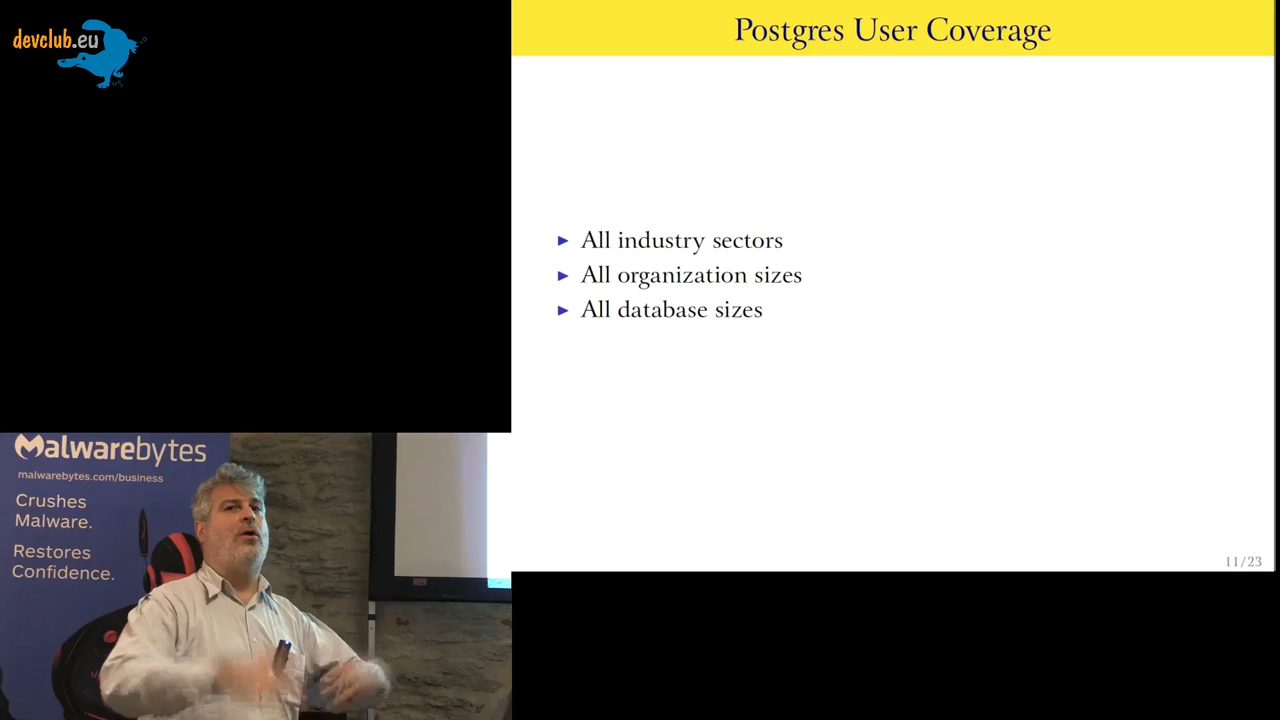 devclub.eu
Postgres User Coverage
► All industry sectors
► All organization sizes
► All database sizes
11/23
Malwarebytes
malwarebytes.com/business
Crushes
Malware.
Restores
Confidence.